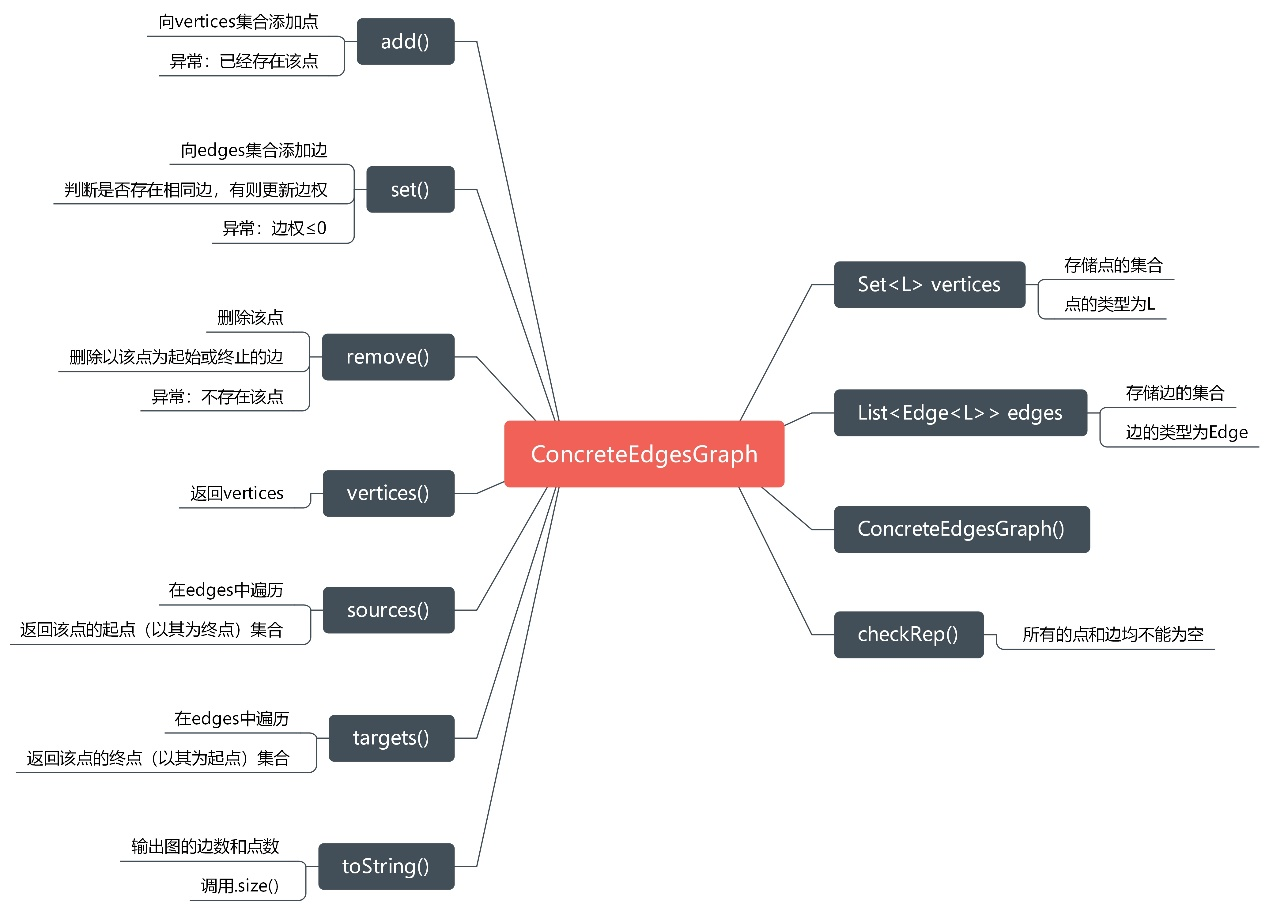 向vertices集合添加点
异常：已经存在该点
add()
向edges集合添加边
判断是否存在相同边，有则更新边权
异常：边权≤0
set()
删除该点
删除以该点为起始或终止的边
异常：不存在该点
remove()
返回vertices
vertices()
在edges中遍历
返回该点的起点（以其为终点）集合
sources()
在edges中遍历
返回该点的终点（以其为起点）集合
targets()
输出图的边数和点数
调用.size()
toString()
ConcreteEdgesGraph
Set<L> vertices
存储点的集合
点的类型为L
List<Edge<L>> edges
存储边的集合
边的类型为Edge
ConcreteEdgesGraph()
checkRep()
所有的点和边均不能为空